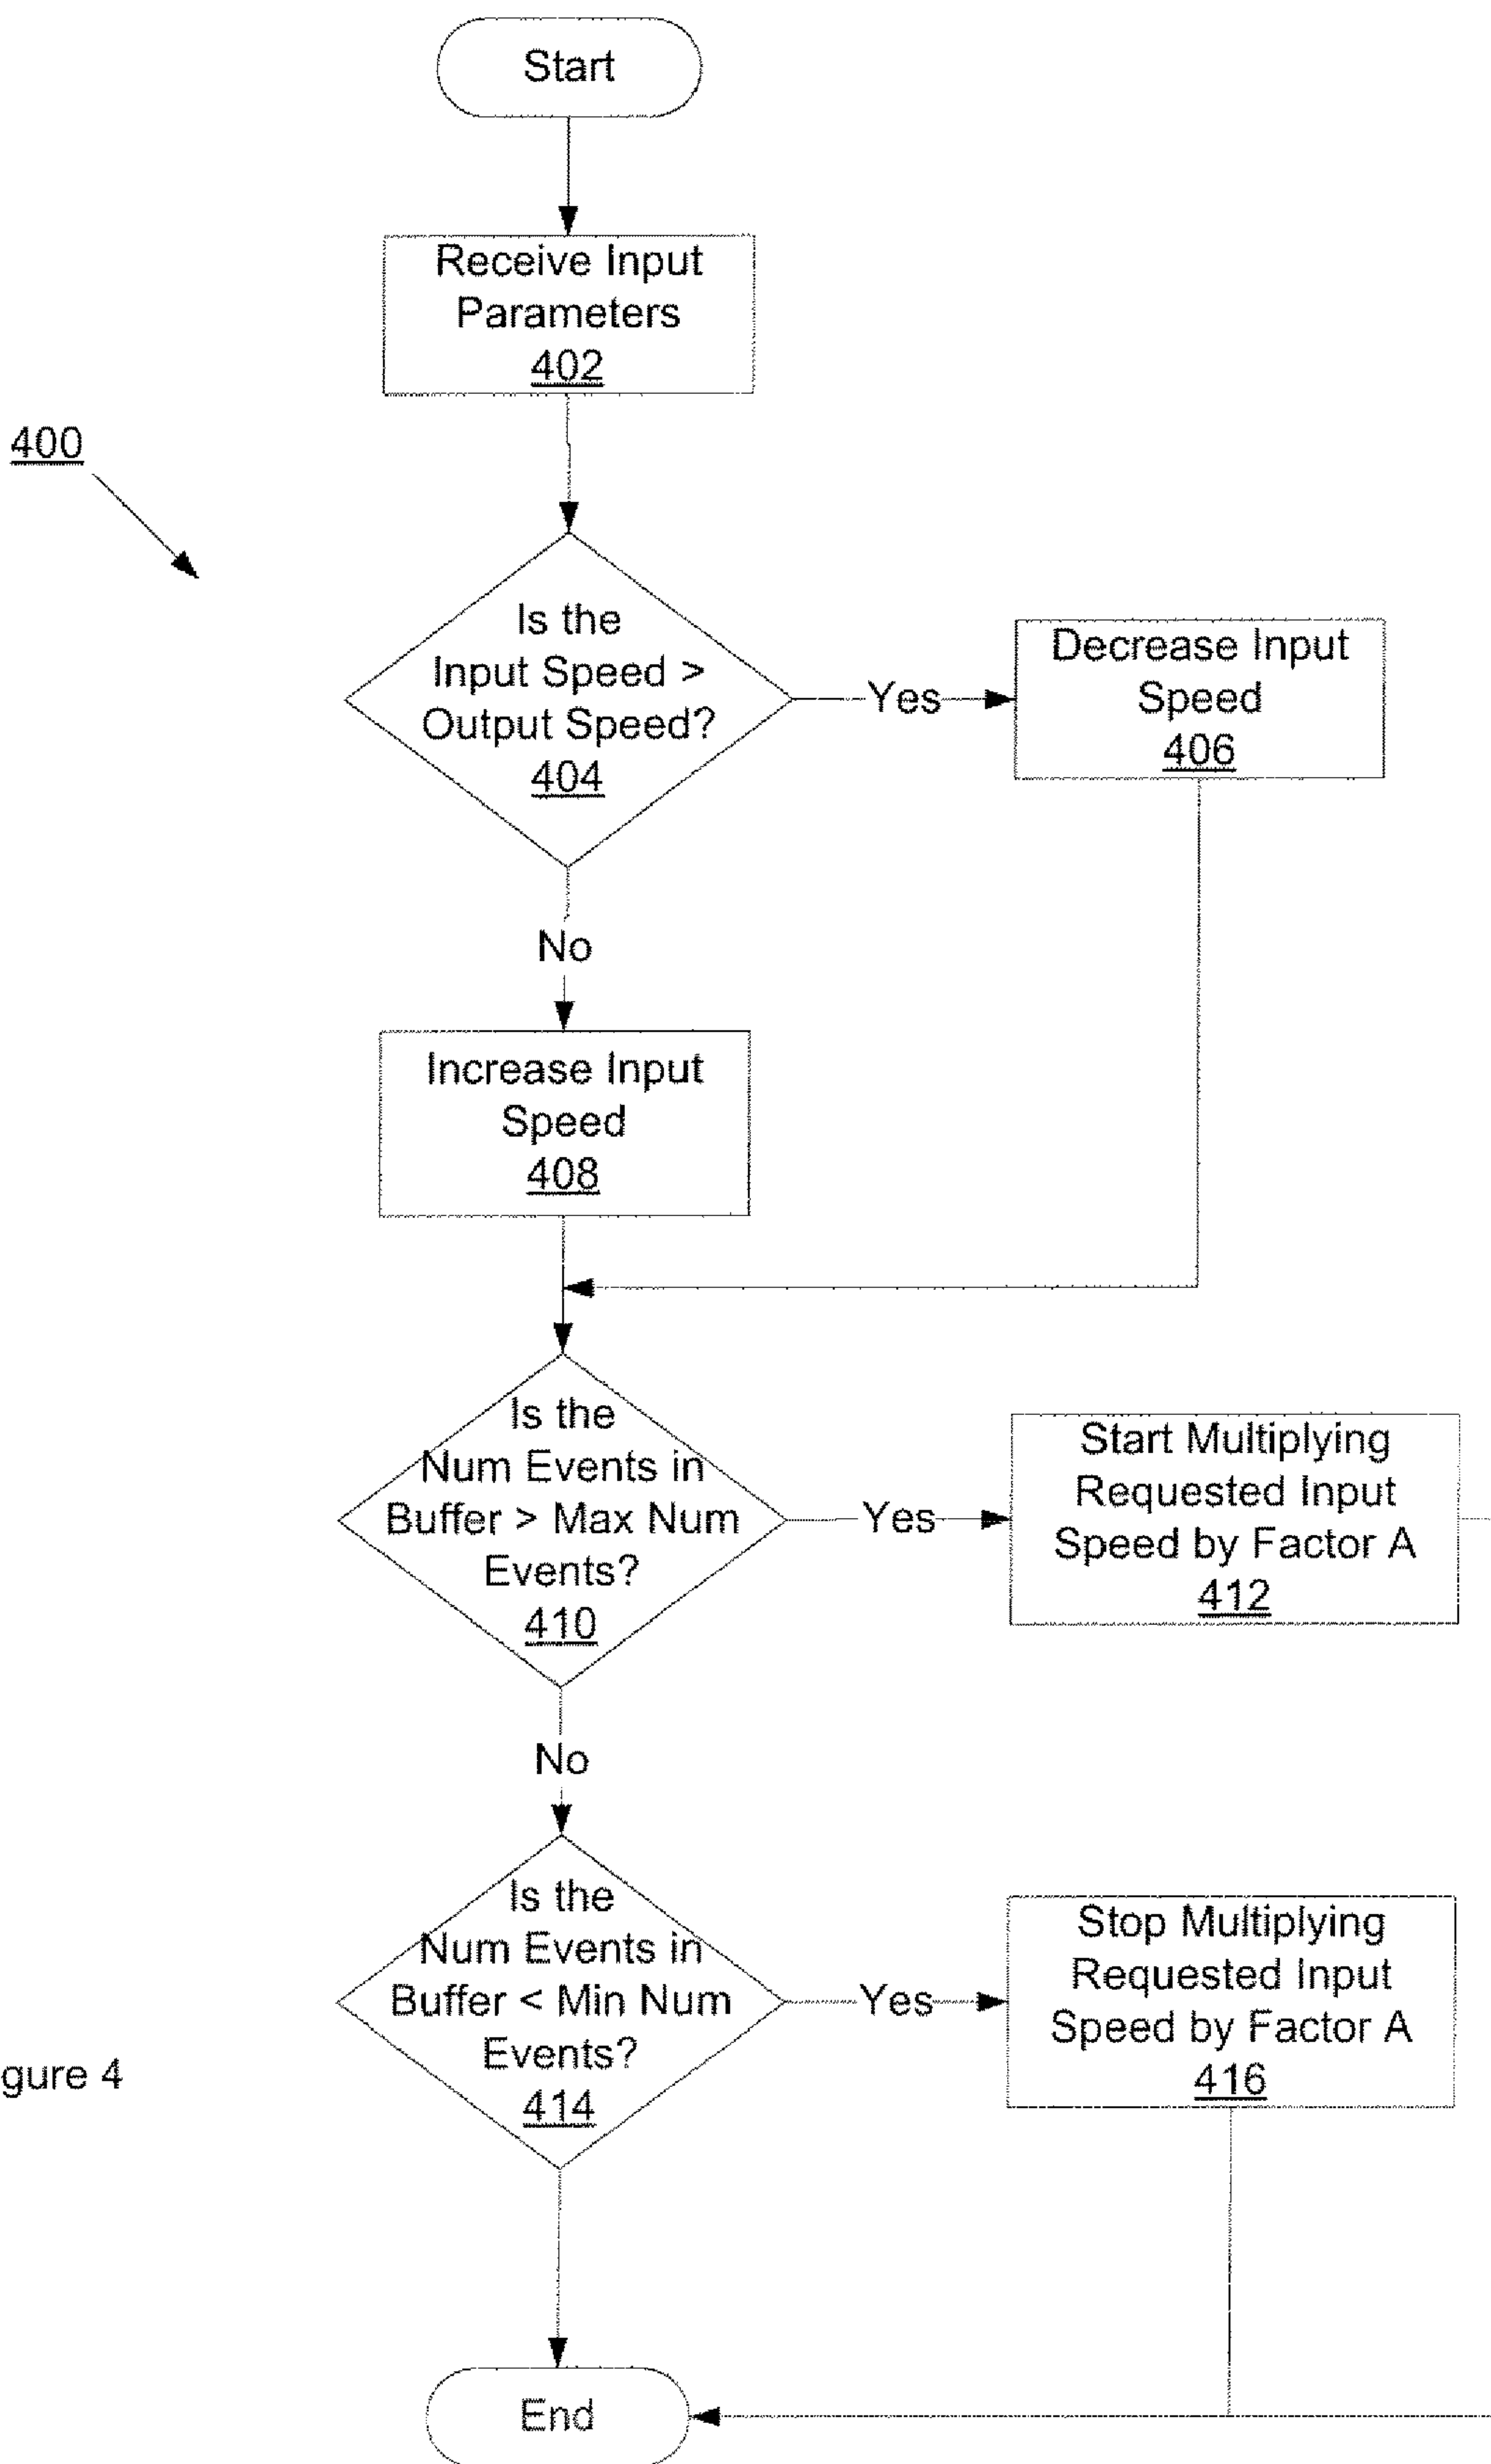 Start
Receive Input
Parameters
402
400
Is the
Input Speed >
Output Speed?
404
Yes
Decrease Input
Speed
406
No
Increase Input
Speed
408
Is the
Num Events in
Buffer > Max Num
Events?
410
Yes
Start Multiplying
Requested Input
Speed by Factor A
412
No
Is the
Num Events in
Buffer < Min Num
Events?
414
Yes
Stop Multiplying
Requested Input
Speed by Factor A
416
gure 4
End